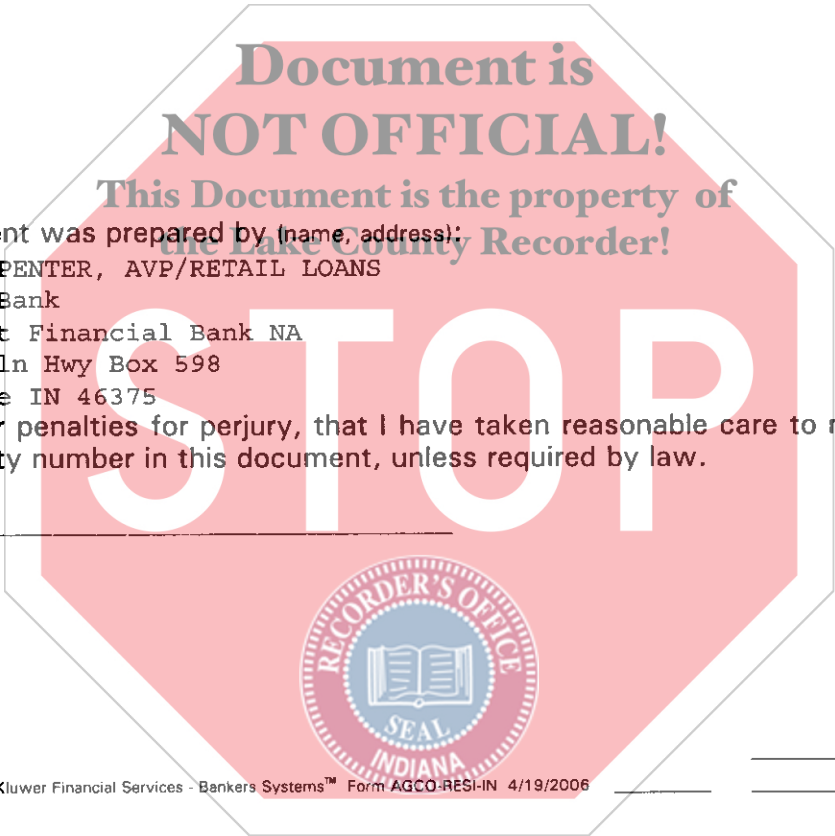 Document is
NOT OFFICIAL!
This Document is the property of
the Lake County Recorder!
nt was prepared by (name, address):
PENTER, AVP/RETAIL LOANS
Bank
t Financial Bank NA
ln Hwy Box 598
e IN 46375
r penalties for perjury, that I have taken reasonable care to r
ty number in this document, unless required by law.
STOP
RECORDER'S OFFICE
SEAL
INDIANA
Kluwer Financial Services - Bankers Systems™ Form AGCO-RESI-IN 4/19/2006